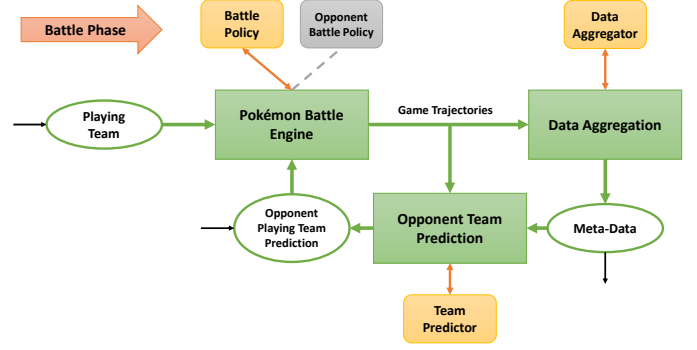 Battle Phase
Battle
Policy
Opponent
Battle Policy
Data
Aggregator
Playing
Team
Pokémon Battle
Engine
Game Trajectories
Data Aggregation
Opponent
Playing Team
Prediction
Opponent Team
Prediction
Meta-Data
Team
Predictor